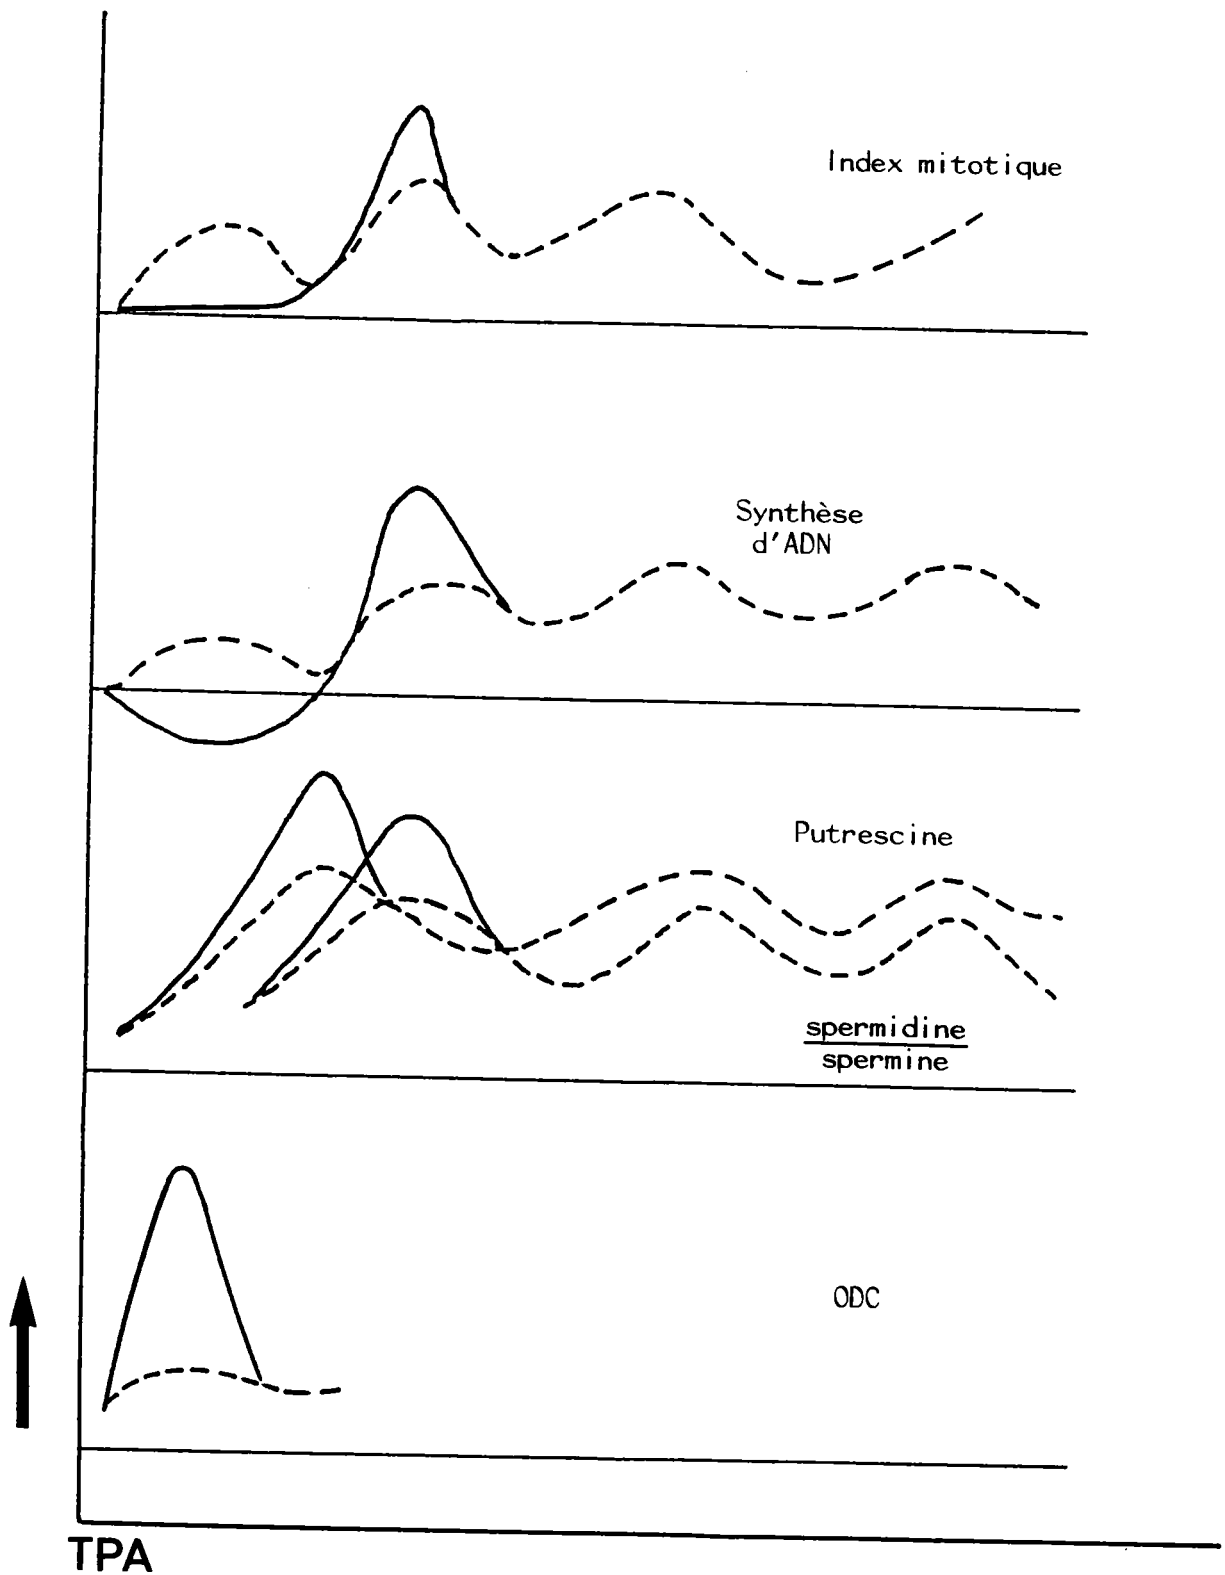 Index mitotique
Synthèse
d'ADN
Putrescine
spermidine
spermine
ODC
TPA